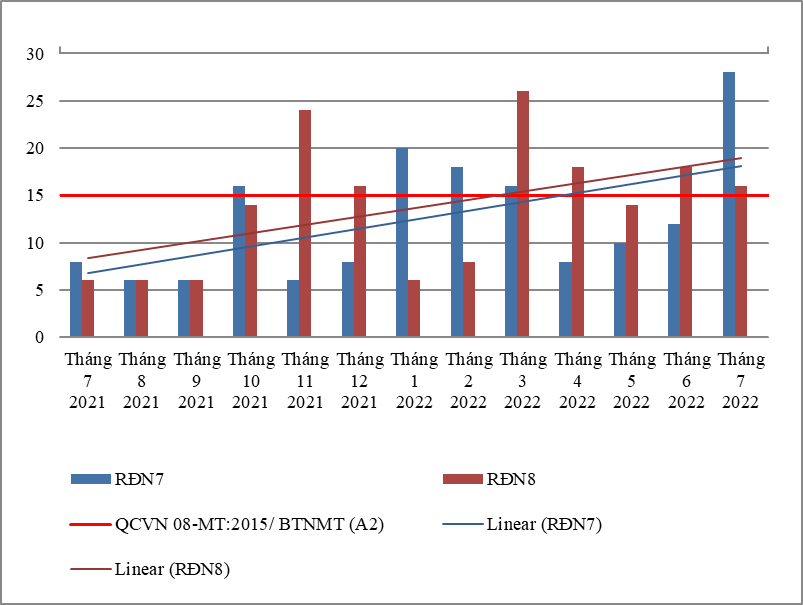 30
25
20
15
10
5
0
Tháng Tháng Tháng Tháng Tháng Tháng Tháng Tháng Tháng Tháng Tháng Tháng Tháng
7 8 9 10 11 12 1 2 3 4 5 6 7
2021 2021 2021 2021 2021 2021 2022 2022 2022 2022 2022 2022 2022
RĐN7 RĐN8
QCVN 08-MT:2015/ BTNMT (A2) Linear (RĐN7)
Linear (RĐN8)